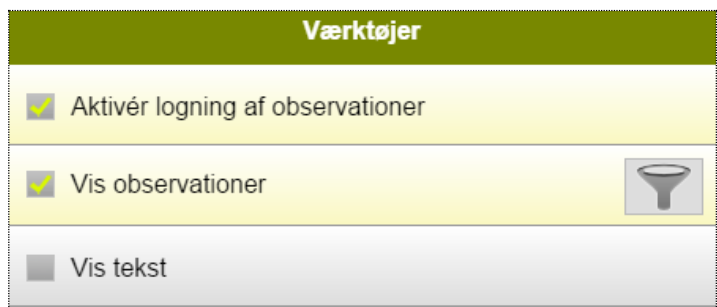 Værktøjer
Aktivér logning af observationer
Vis observationer
Vis tekst